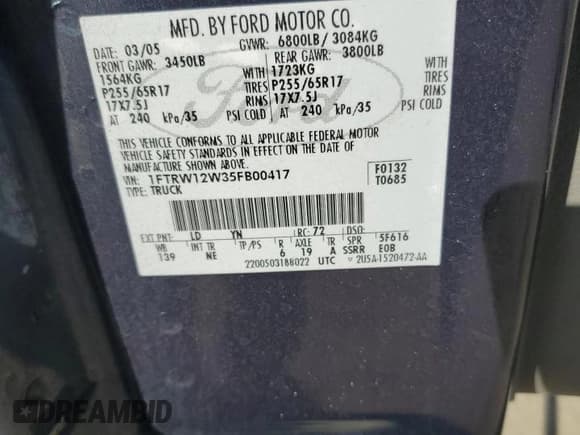 MFD. BY FORD MOTOR CO.
DATE: 03/05 GVWR: 6800LB/ 3084KG
FRONT GAWR: 3450LB REAR GAWR: 3800LB
1564KG WITH 1723KG WITH
P255/65R17 TIRES P255/65R17 TIRES
17X7.5J RIMS 17X7.5J RIMS
AT 240 kPa/35 PSI COLD AT 240 kPa/35 PSI COLD
Ford
THIS VEHICLE CONFORMS TO ALL APPLICABLE FEDERAL MOTOR
VEHICLE SAFETY STANDARDS IN EFFECT ON THE DATE OF
MANUFACTURE SHOWN ABOVE.
VIN: 1FTRW12W35FB00417 F0132
TYPE: TRUCK T0685
EXT PNT: LD YN RC: 72 DSO:
WB INT TR TP/PS R AXLE TR SPR 5F616
139 NE 6 19 A SSRR EOB
2200503188022 UTC 2U5A-1520472-AA
DREAMBID